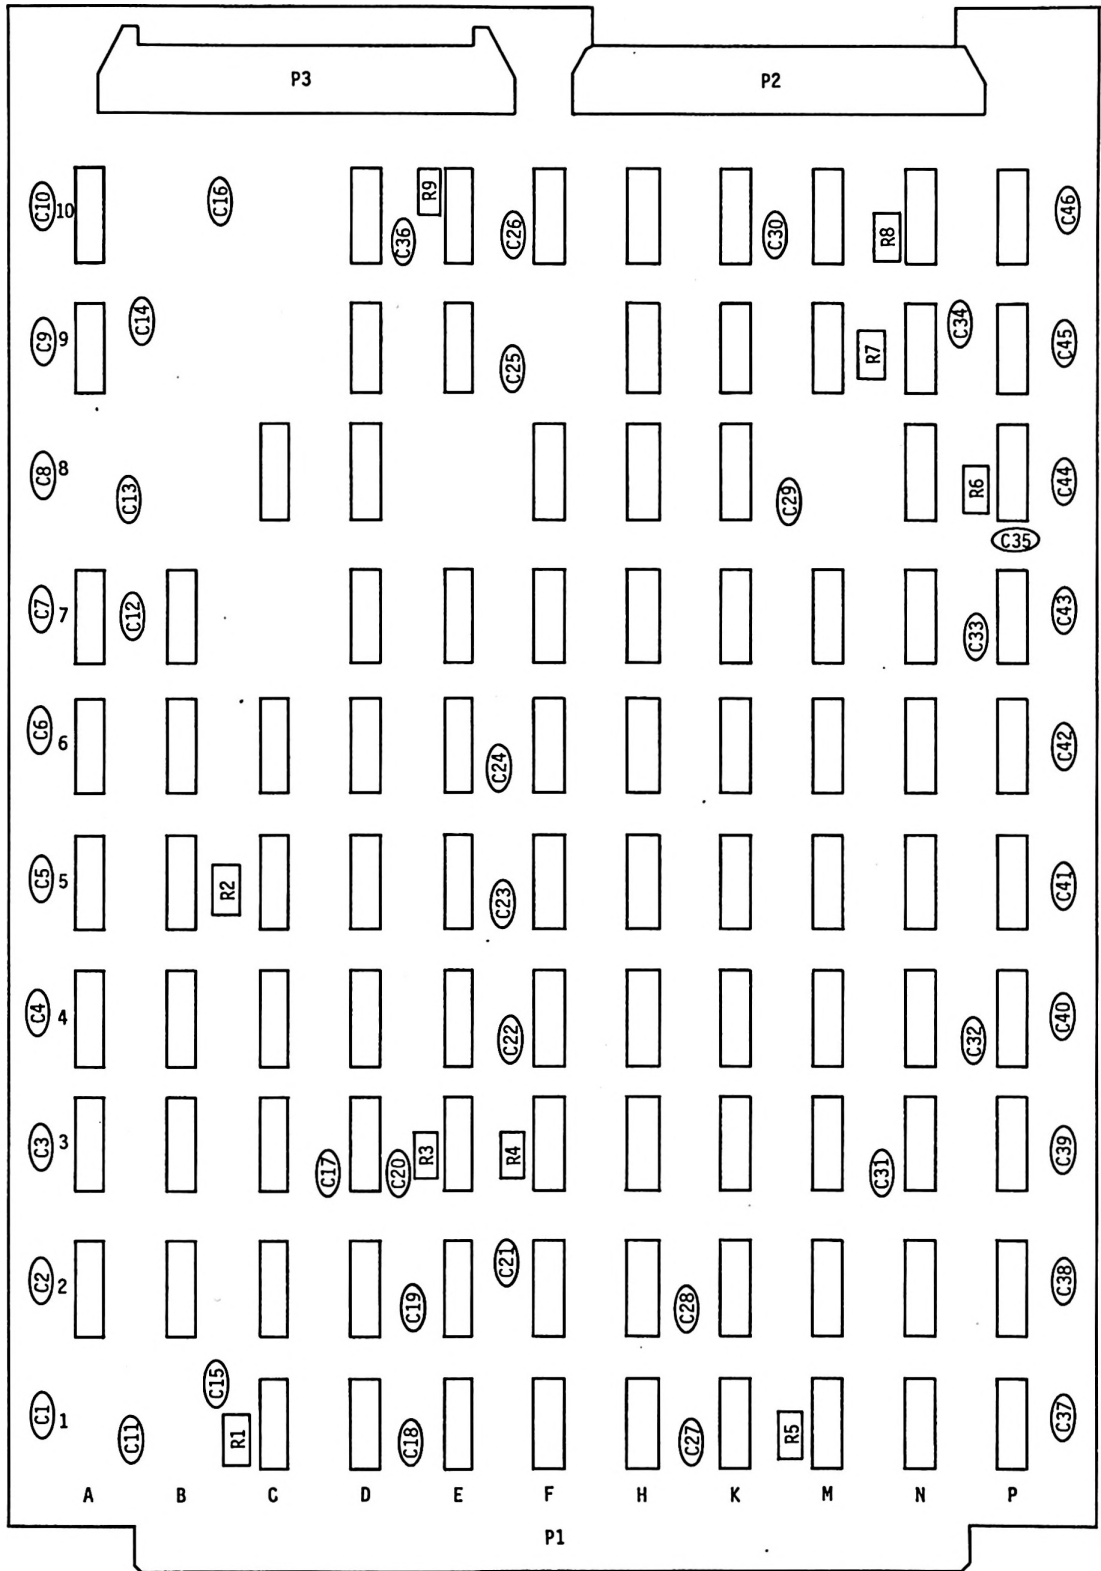 P3 P2
C10 10 C16 C36 R9 C26 C30 R8 C46
C9 9 C14 C25 R7 C34 C45
C8 8 C13 C29 R6 C44
C35
C7 7 C12 C33 C43
C6 6 C24 C42
C5 5 R2 C23 C41
C4 4 C22 C32 C40
C3 3 C17 C20 R3 R4 C31 C39
C2 2 C19 C21 C28 C38
C1 1 C11 C15 R1 C18 C27 R5 C37
A B C D E F H K M N P
P1